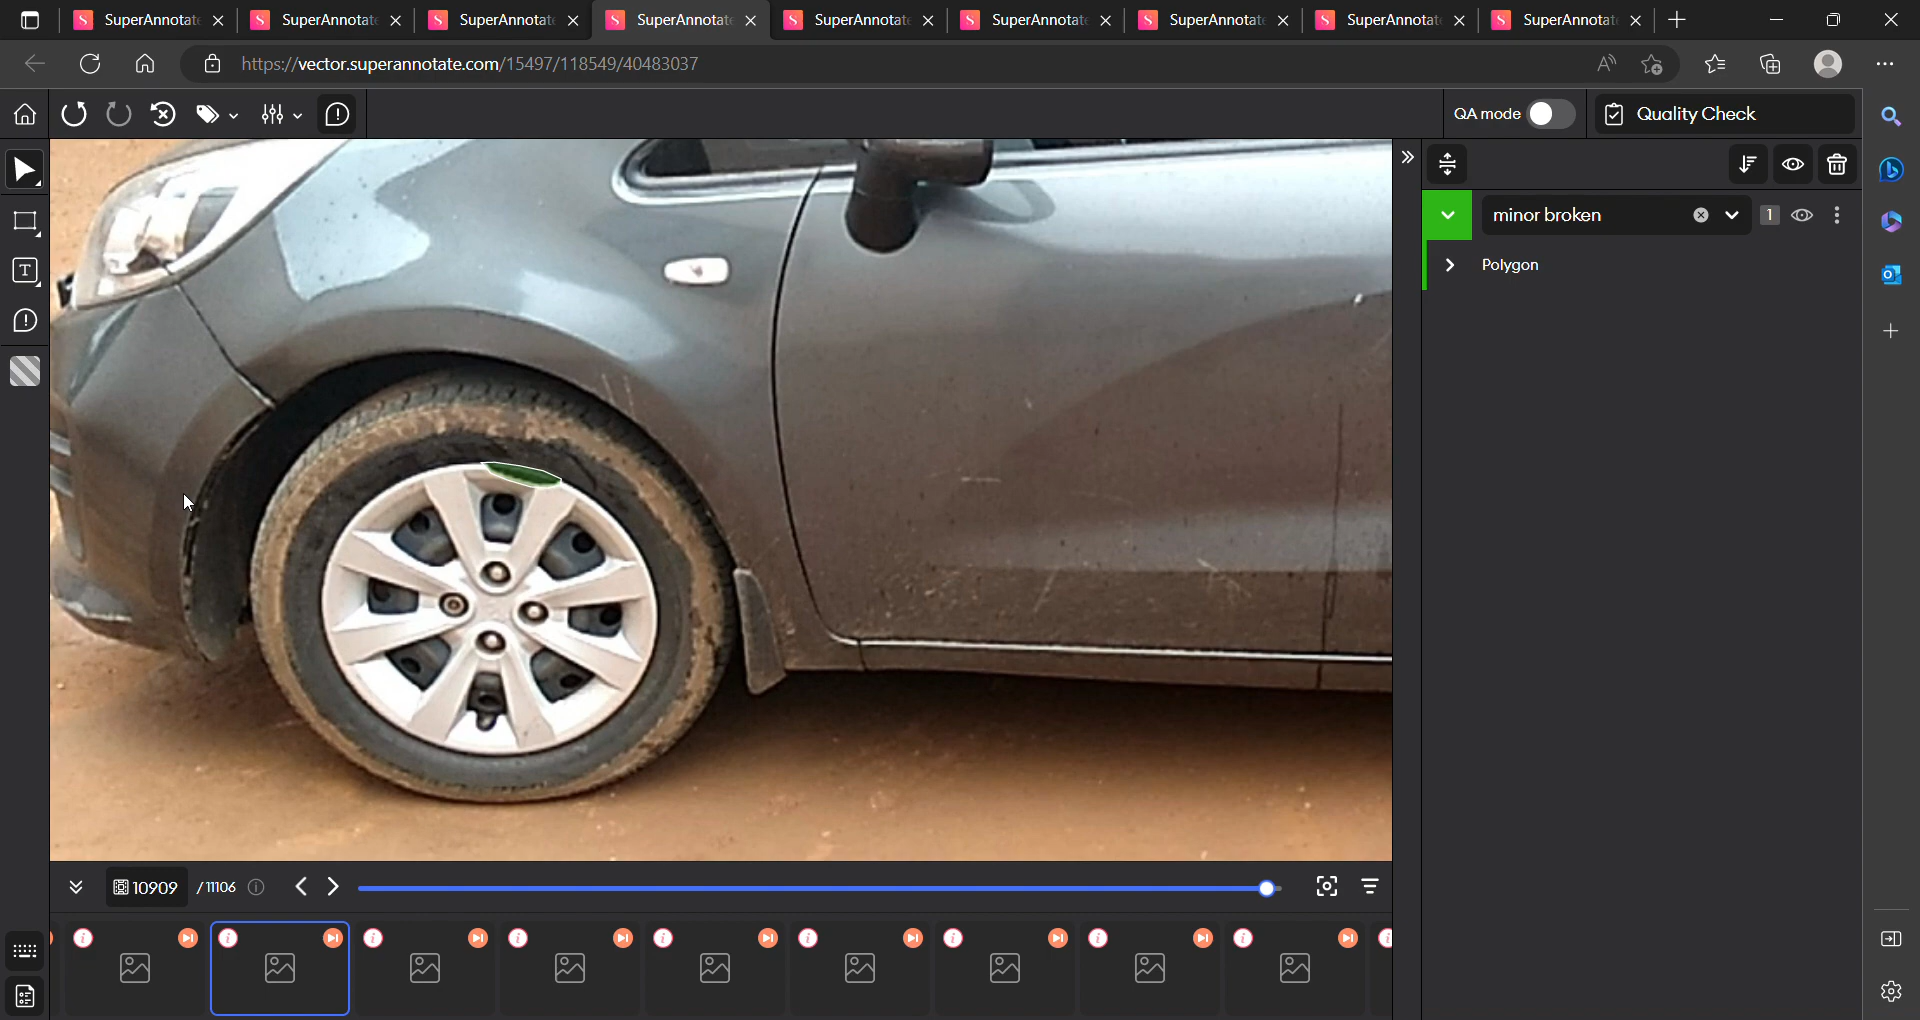 SuperAnnotat
SuperAnnotat
SuperAnnotat
SuperAnnotat
SuperAnnotat
SuperAnnotat
SuperAnnotat
SuperAnnotat
SuperAnnotat
https://vector.superannotate.com/15497/118549/40483037
QA mode
Quality Check
minor broken
1
Polygon
10909 / 11106